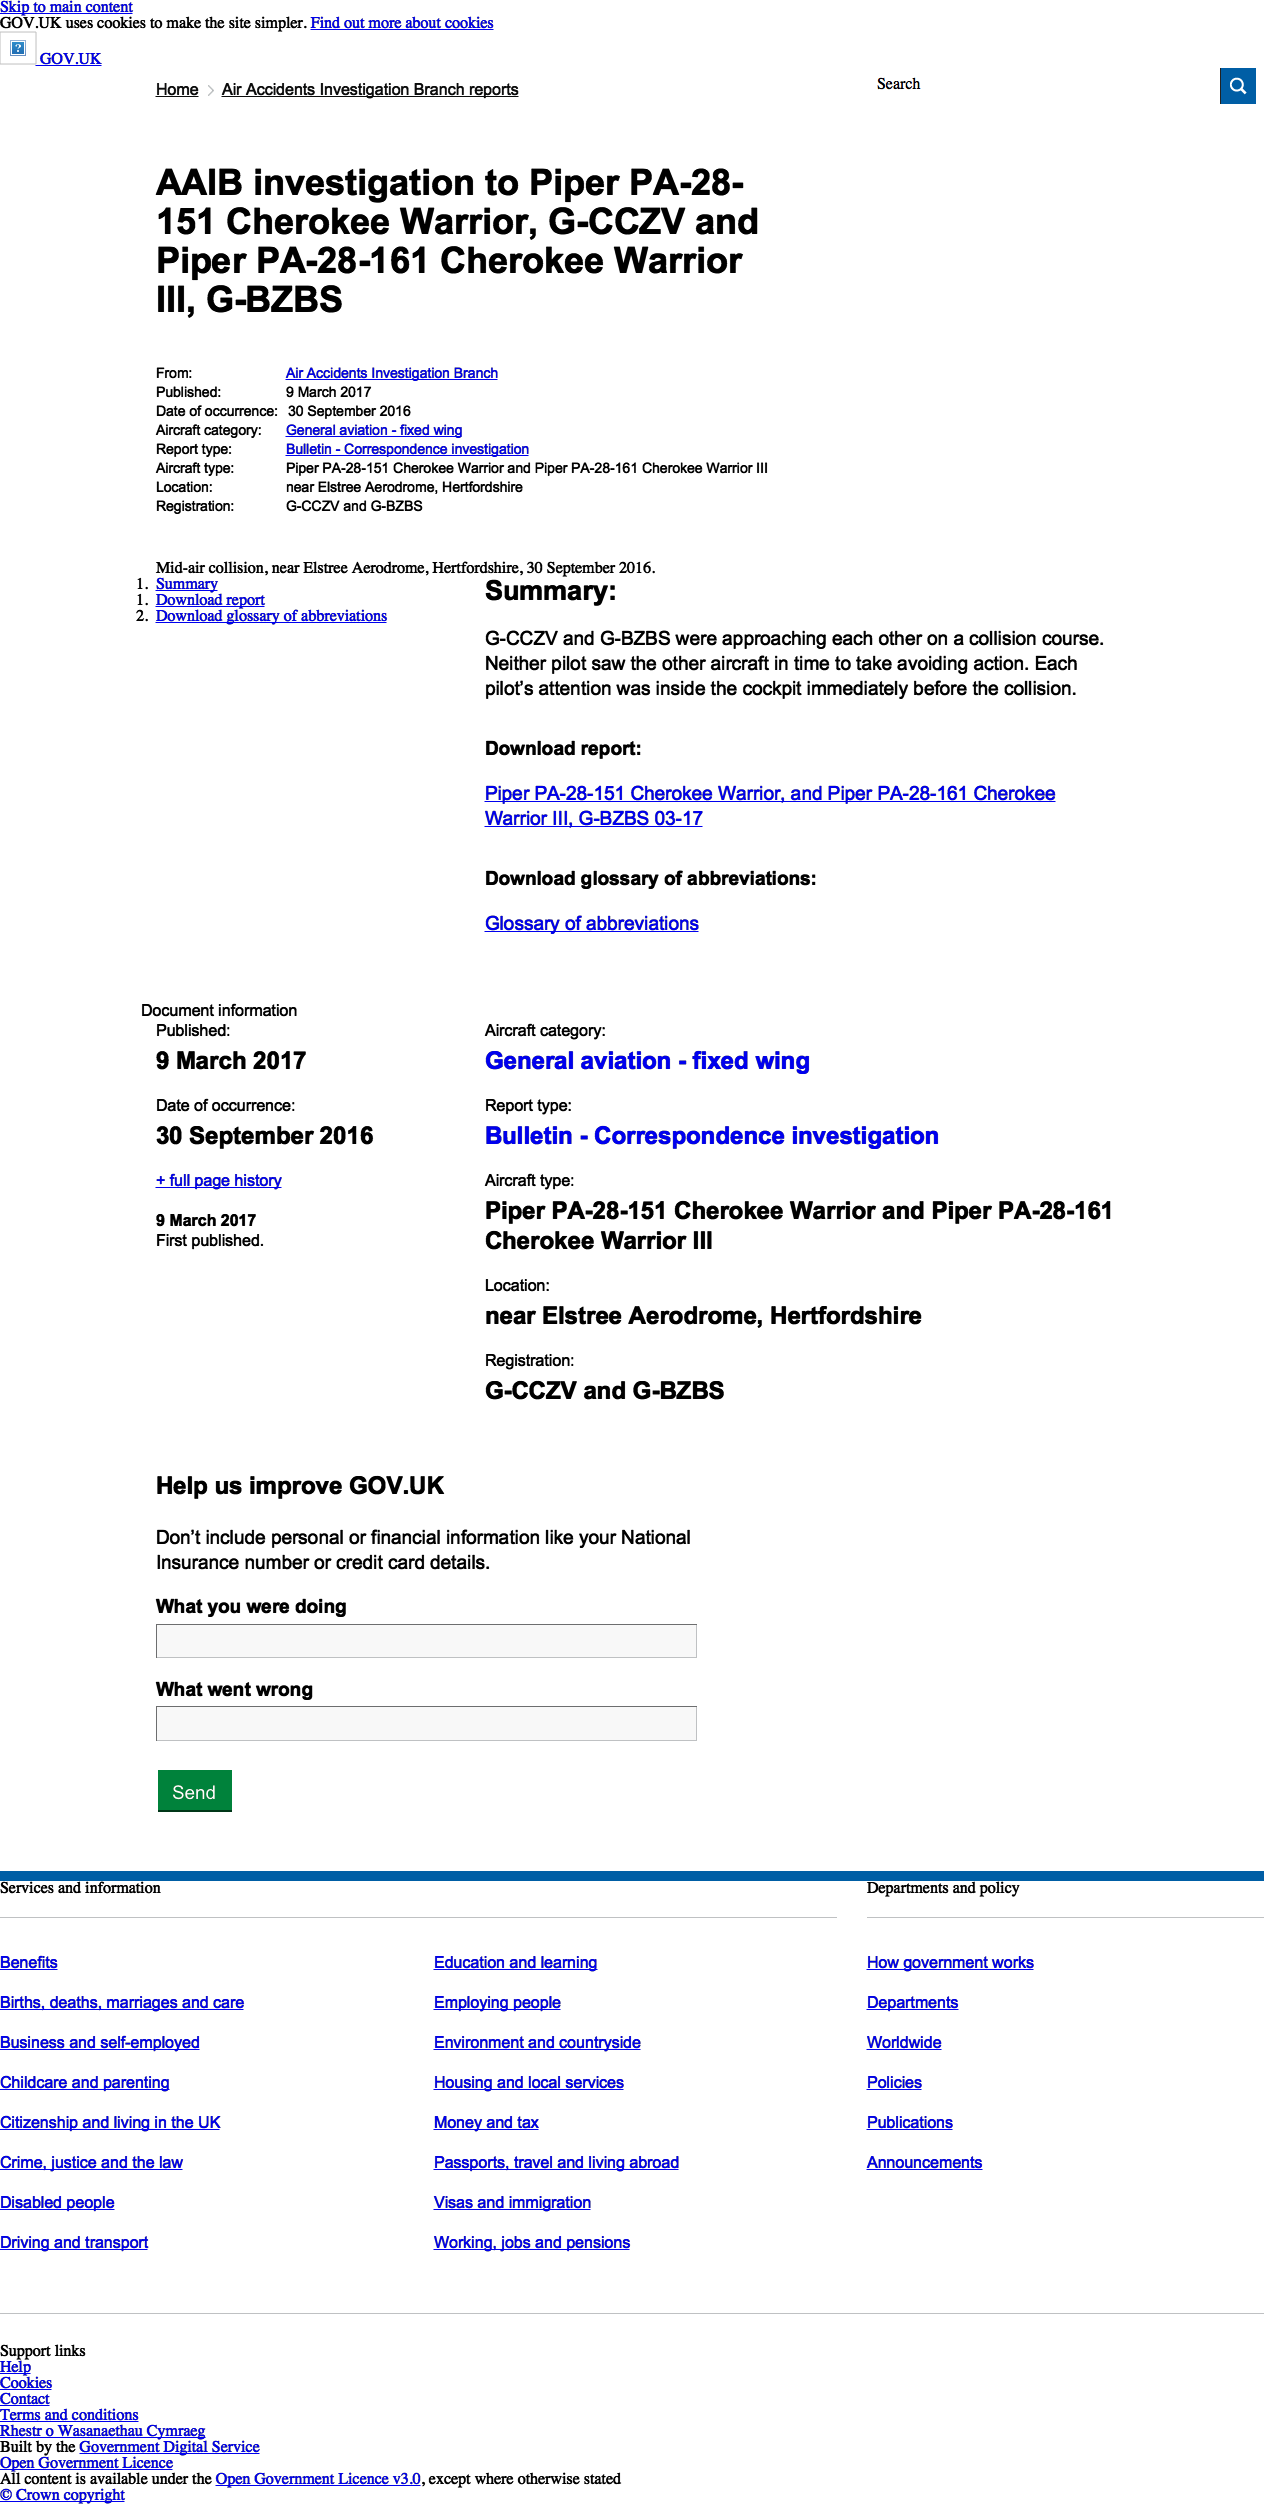 Skip to main content
GOV.UK uses cookies to make the site simpler. Find out more about cookies
GOV.UK
Home
Air Accidents Investigation Branch reports
Search
AAIB investigation to Piper PA-28-
151 Cherokee Warrior, G-CCZV and
Piper PA-28-161 Cherokee Warrior
III, G-BZBS
From: Air Accidents Investigation Branch
Published: 9 March 2017
Date of occurrence: 30 September 2016
Aircraft category: General aviation - fixed wing
Report type: Bulletin - Correspondence investigation
Aircraft type: Piper PA-28-151 Cherokee Warrior and Piper PA-28-161 Cherokee Warrior III
Location: near Elstree Aerodrome, Hertfordshire
Registration: G-CCZV and G-BZBS
Mid-air collision, near Elstree Aerodrome, Hertfordshire, 30 September 2016.
1. Summary
1. Download report
2. Download glossary of abbreviations
Summary:
G-CCZV and G-BZBS were approaching each other on a collision course.
Neither pilot saw the other aircraft in time to take avoiding action. Each
pilot’s attention was inside the cockpit immediately before the collision.
Download report:
Piper PA-28-151 Cherokee Warrior, and Piper PA-28-161 Cherokee
Warrior III, G-BZBS 03-17
Download glossary of abbreviations:
Glossary of abbreviations
Document information
Published:
9 March 2017
Date of occurrence:
30 September 2016
+ full page history
9 March 2017
First published.
Aircraft category:
General aviation - fixed wing
Report type:
Bulletin - Correspondence investigation
Aircraft type:
Piper PA-28-151 Cherokee Warrior and Piper PA-28-161
Cherokee Warrior III
Location:
near Elstree Aerodrome, Hertfordshire
Registration:
G-CCZV and G-BZBS
Help us improve GOV.UK
Don’t include personal or financial information like your National
Insurance number or credit card details.
What you were doing
What went wrong
Send
Services and information
Benefits
Births, deaths, marriages and care
Business and self-employed
Childcare and parenting
Citizenship and living in the UK
Crime, justice and the law
Disabled people
Driving and transport
Education and learning
Employing people
Environment and countryside
Housing and local services
Money and tax
Passports, travel and living abroad
Visas and immigration
Working, jobs and pensions
Departments and policy
How government works
Departments
Worldwide
Policies
Publications
Announcements
Support links
Help
Cookies
Contact
Terms and conditions
Rhestr o Wasanaethau Cymraeg
Built by the Government Digital Service
Open Government Licence
All content is available under the Open Government Licence v3.0, except where otherwise stated
© Crown copyright